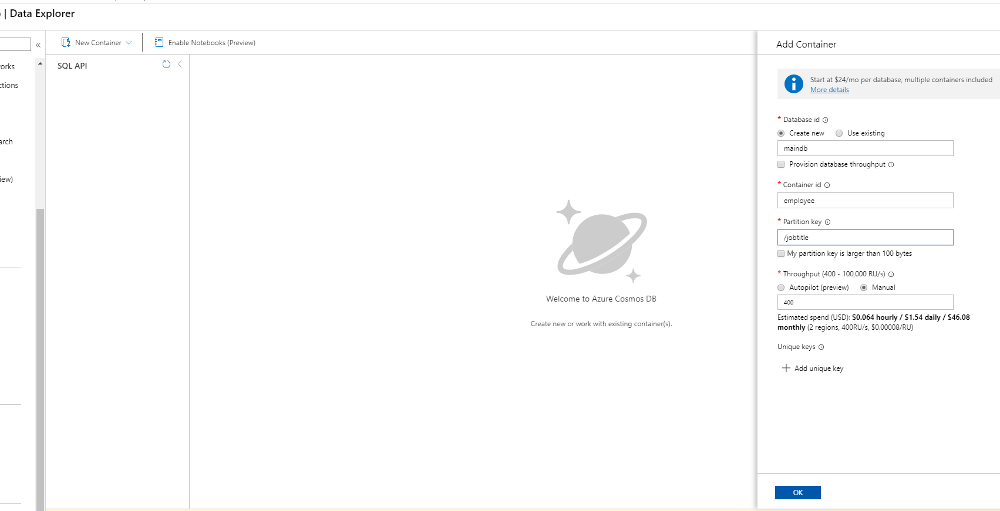 | Data Explorer
«
New Container
Enable Notebooks (Preview)
Add Container
SQL API
orks
ctions
arch
iew)
Start at $24/mo per database, multiple containers included
More details
* Database id
Create new
Use existing
maindb
Provision database throughput
* Container id
employee
* Partition key
/jobtitle
My partition key is larger than 100 bytes
* Throughput (400 - 100,000 RU/s)
Autopilot (preview)
Manual
400
Estimated spend (USD): $0.064 hourly / $1.54 daily / $46.08
monthly (2 regions, 400RU/s, $0.00008/RU)
Unique keys
Add unique key
Welcome to Azure Cosmos DB
Create new or work with existing container(s).
OK